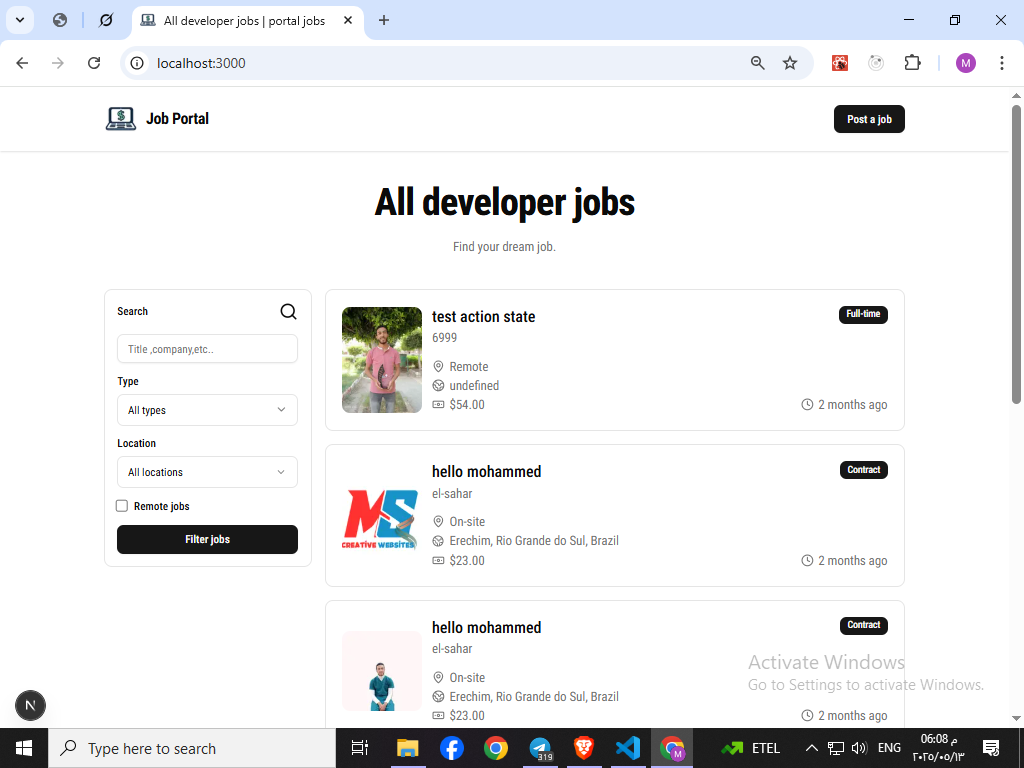 All developer jobs | portal jobs
localhost:3000
M
Job Portal
Post a job
All developer jobs
Find your dream job.
Search
Title ,company,etc..
Type
All types
Location
All locations
Remote jobs
Filter jobs
test action state
Full-time
6999
Remote
undefined
$54.00
2 months ago
hello mohammed
Contract
el-sahar
On-site
Erechim, Rio Grande do Sul, Brazil
$23.00
2 months ago
MS
CREATIVE WEBSITES
hello mohammed
Contract
el-sahar
On-site
Erechim, Rio Grande do Sul, Brazil
$23.00
2 months ago
Activate Windows
Go to Settings to activate Windows.
N
Type here to search
319
M
ETEL
ENG
06:08 م
٢٠٢٥/٠٥/١٣